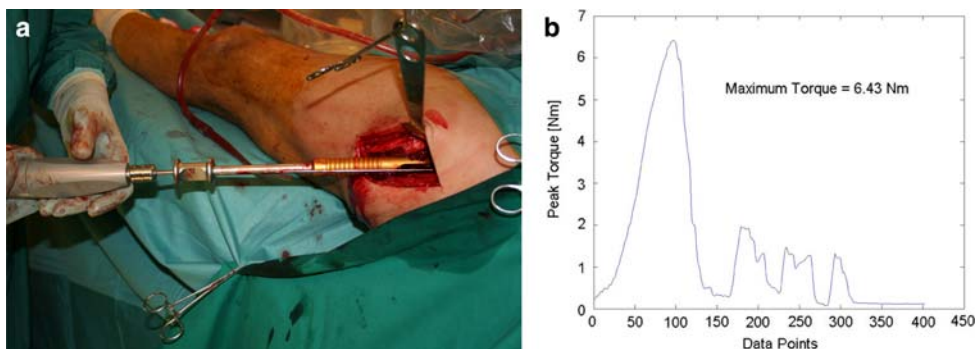 a
b
7
6
5
4
3
2
1
0
Peak Torque [Nm]
Maximum Torque = 6.43 Nm
0 50 100 150 200 250 300 350 400 450
Data Points